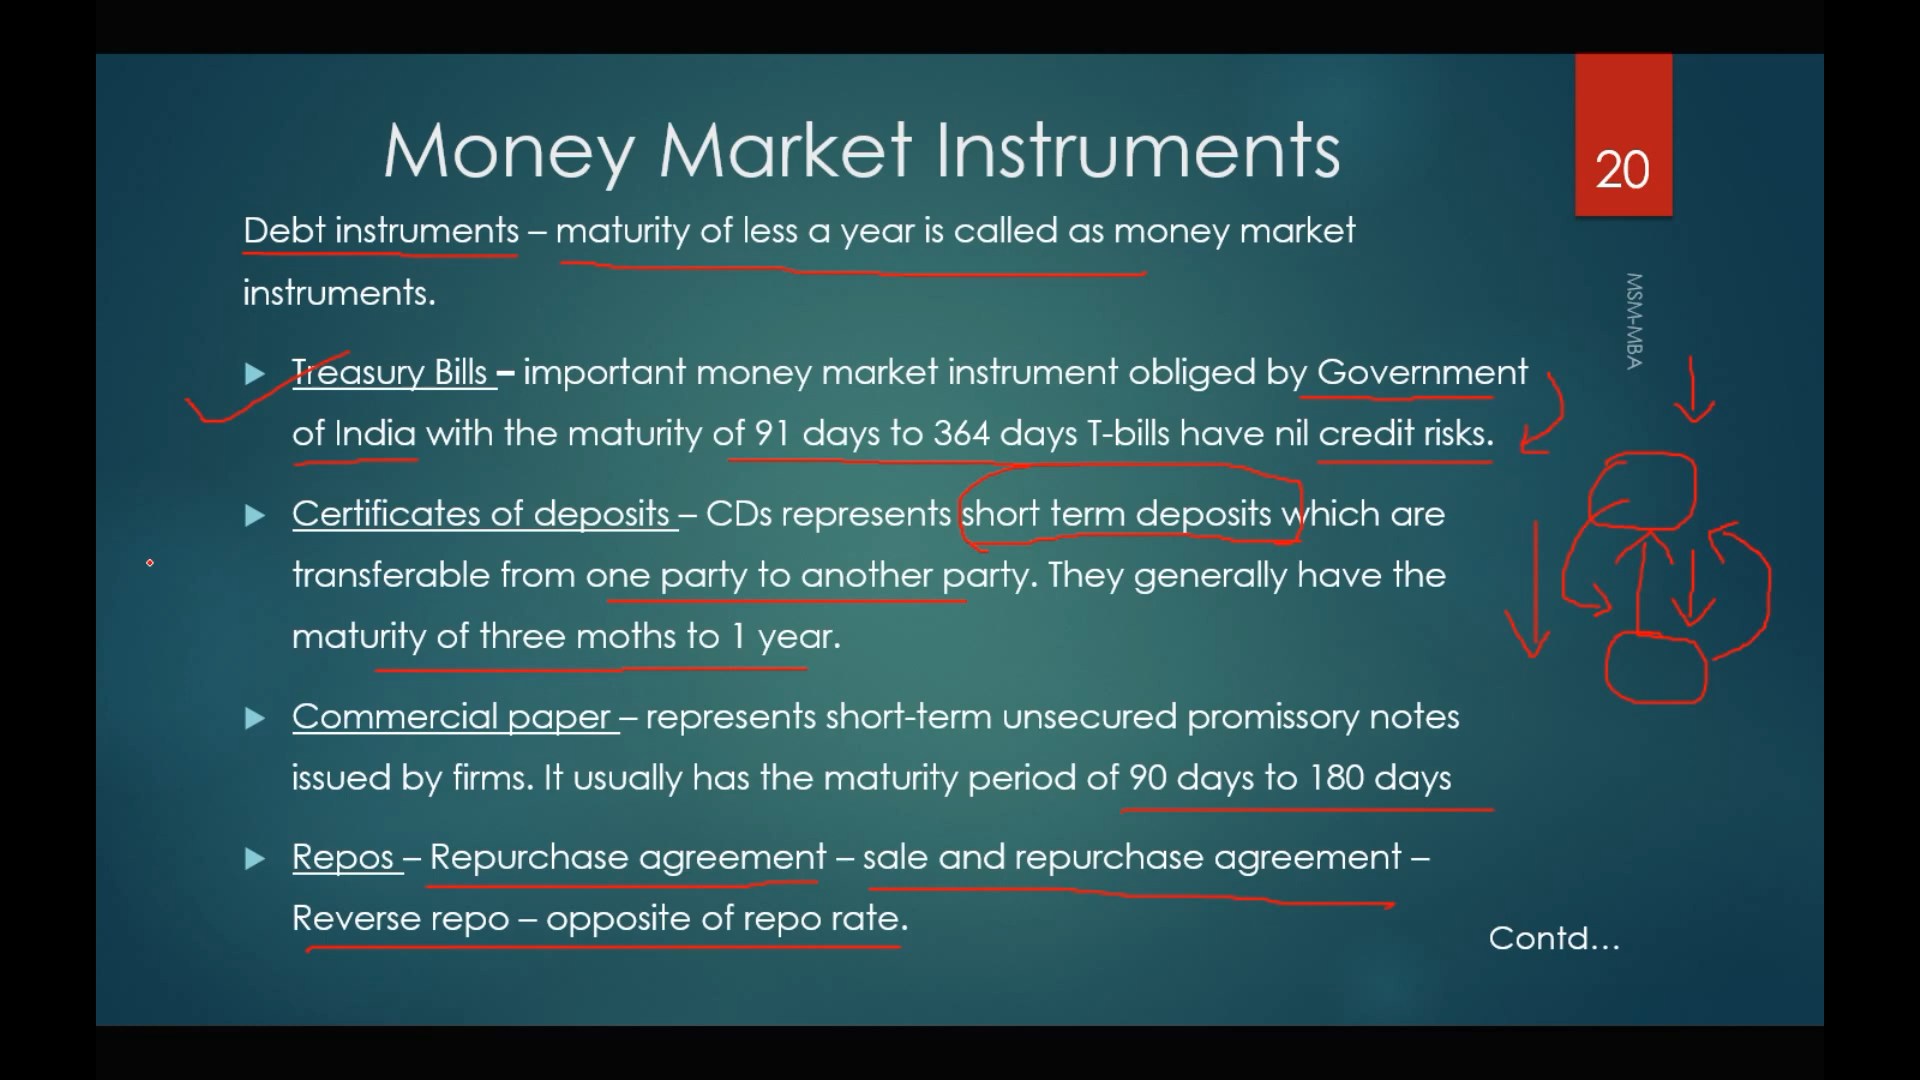 Money Market Instruments
20
Debt instruments – maturity of less a year is called as money market
instruments.
MSM-MBA
Treasury Bills – important money market instrument obliged by Government
of India with the maturity of 91 days to 364 days T-bills have nil credit risks.
Certificates of deposits – CDs represents short term deposits which are
transferable from one party to another party. They generally have the
maturity of three moths to 1 year.
Commercial paper – represents short-term unsecured promissory notes
issued by firms. It usually has the maturity period of 90 days to 180 days
Repos – Repurchase agreement – sale and repurchase agreement –
Reverse repo – opposite of repo rate.
Contd...